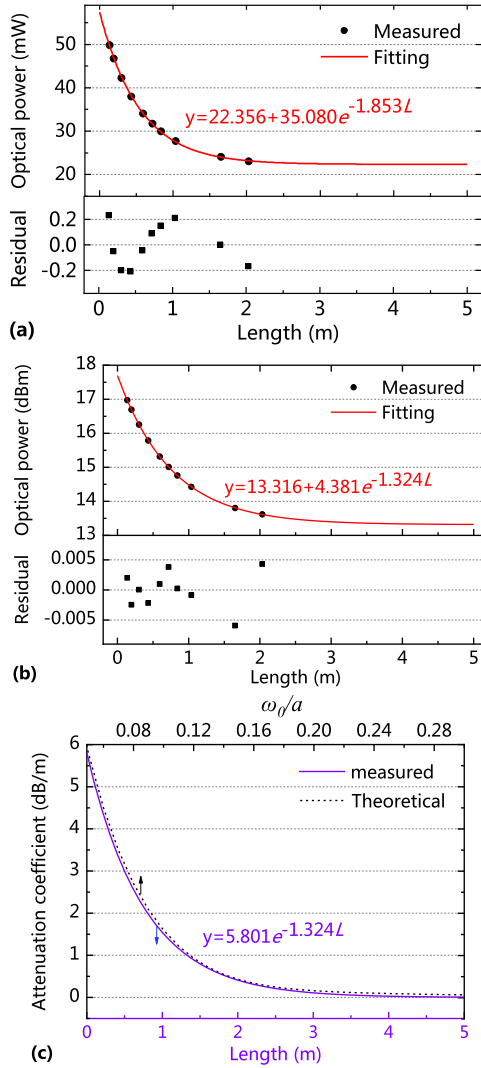 50
40
30
20
Optical power (mW)
Measured
Fitting
y=22.356+35.080e^-1.853L
0.2
0.0
-0.2
Residual
0 1 2 3 4 5
Length (m)
(a)
18
17
16
15
14
13
Optical power (dBm)
Measured
Fitting
y=13.316+4.381e^-1.324L
0.005
0.000
-0.005
Residual
0 1 2 3 4 5
Length (m)
(b)
ω0/a
0.08 0.12 0.16 0.20 0.24 0.28
6
5
4
3
2
1
0
Attenuation coefficient (dB/m)
measured
Theoretical
y=5.801e^-1.324L
0 1 2 3 4 5
Length (m)
(c)